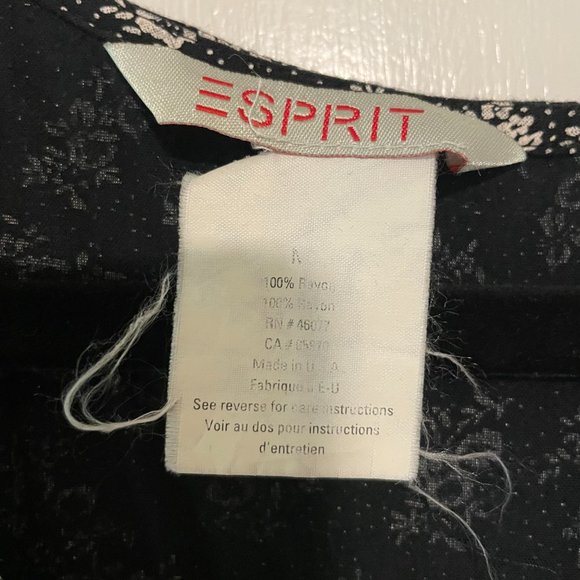 ESPRIT
100% Rayon
100% Rayon
RN # 46077
CA #
Made in U.S.A
Fabriqué E-U
See reverse for care instructions
Voir au dos pour instructions
d'entretien